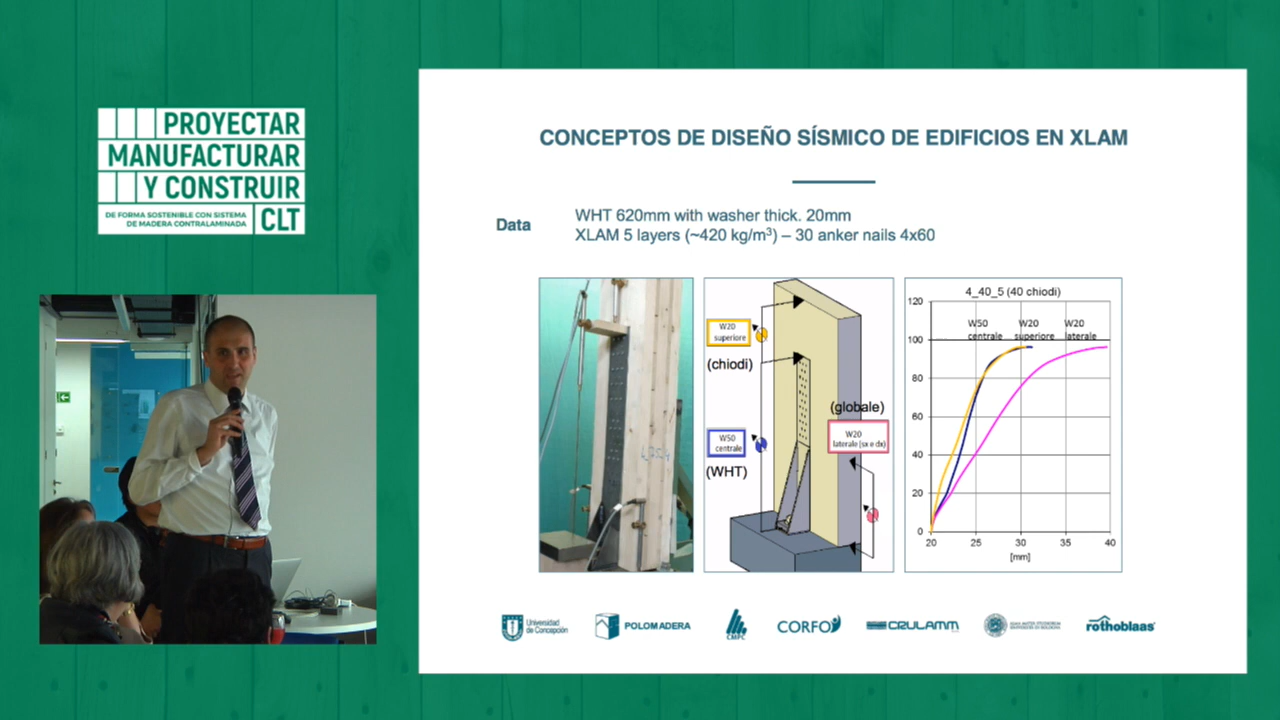 PROYECTAR
MANUFACTURAR
Y CONSTRUIR
DE FORMA SOSTENIBLE CON SISTEMA
DE MADERA CONTRALAMINADA
CLT
CONCEPTOS DE DISEÑO SÍSMICO DE EDIFICIOS EN XLAM
Data
WHT 620mm with washer thick. 20mm
XLAM 5 layers (~420 kg/m³) – 30 anker nails 4x60
W20
superiore
(chiodi)
W50
centrale
(WHT)
(globale)
W20
laterale (sx e dx)
4_40_5 (40 chiodi)
120
100
80
60
40
20
0
W50
centrale
W20
superiore
W20
laterale
20
25
30
35
40
[mm]
Universidad
de Concepción
POLOMADERA
CMPC
CORFO
CRULAMM
rothoblaas